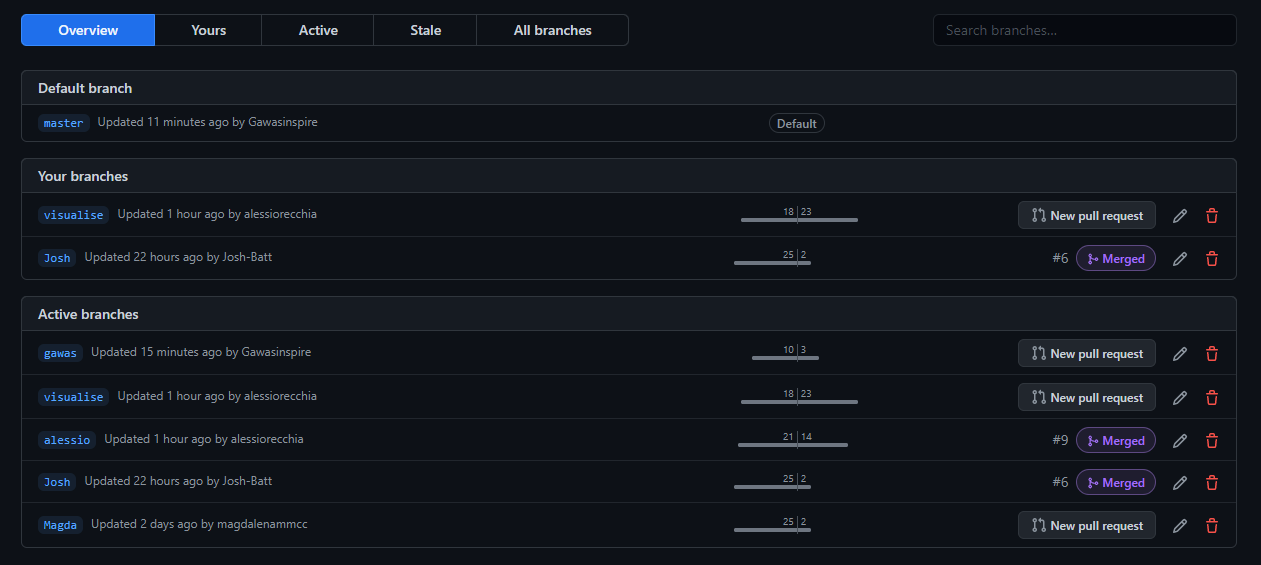 Overview Yours Active Stale All branches Search branches...
Default branch
master Updated 11 minutes ago by Gawasinspire Default
Your branches
visualise Updated 1 hour ago by alessiorecchia 18 23 New pull request
Josh Updated 22 hours ago by Josh-Batt 25 2 #6 Merged
Active branches
gawas Updated 15 minutes ago by Gawasinspire 10 3 New pull request
visualise Updated 1 hour ago by alessiorecchia 18 23 New pull request
alessio Updated 1 hour ago by alessiorecchia 21 14 #9 Merged
Josh Updated 22 hours ago by Josh-Batt 25 2 #6 Merged
Magda Updated 2 days ago by magdalenammcc 25 2 New pull request